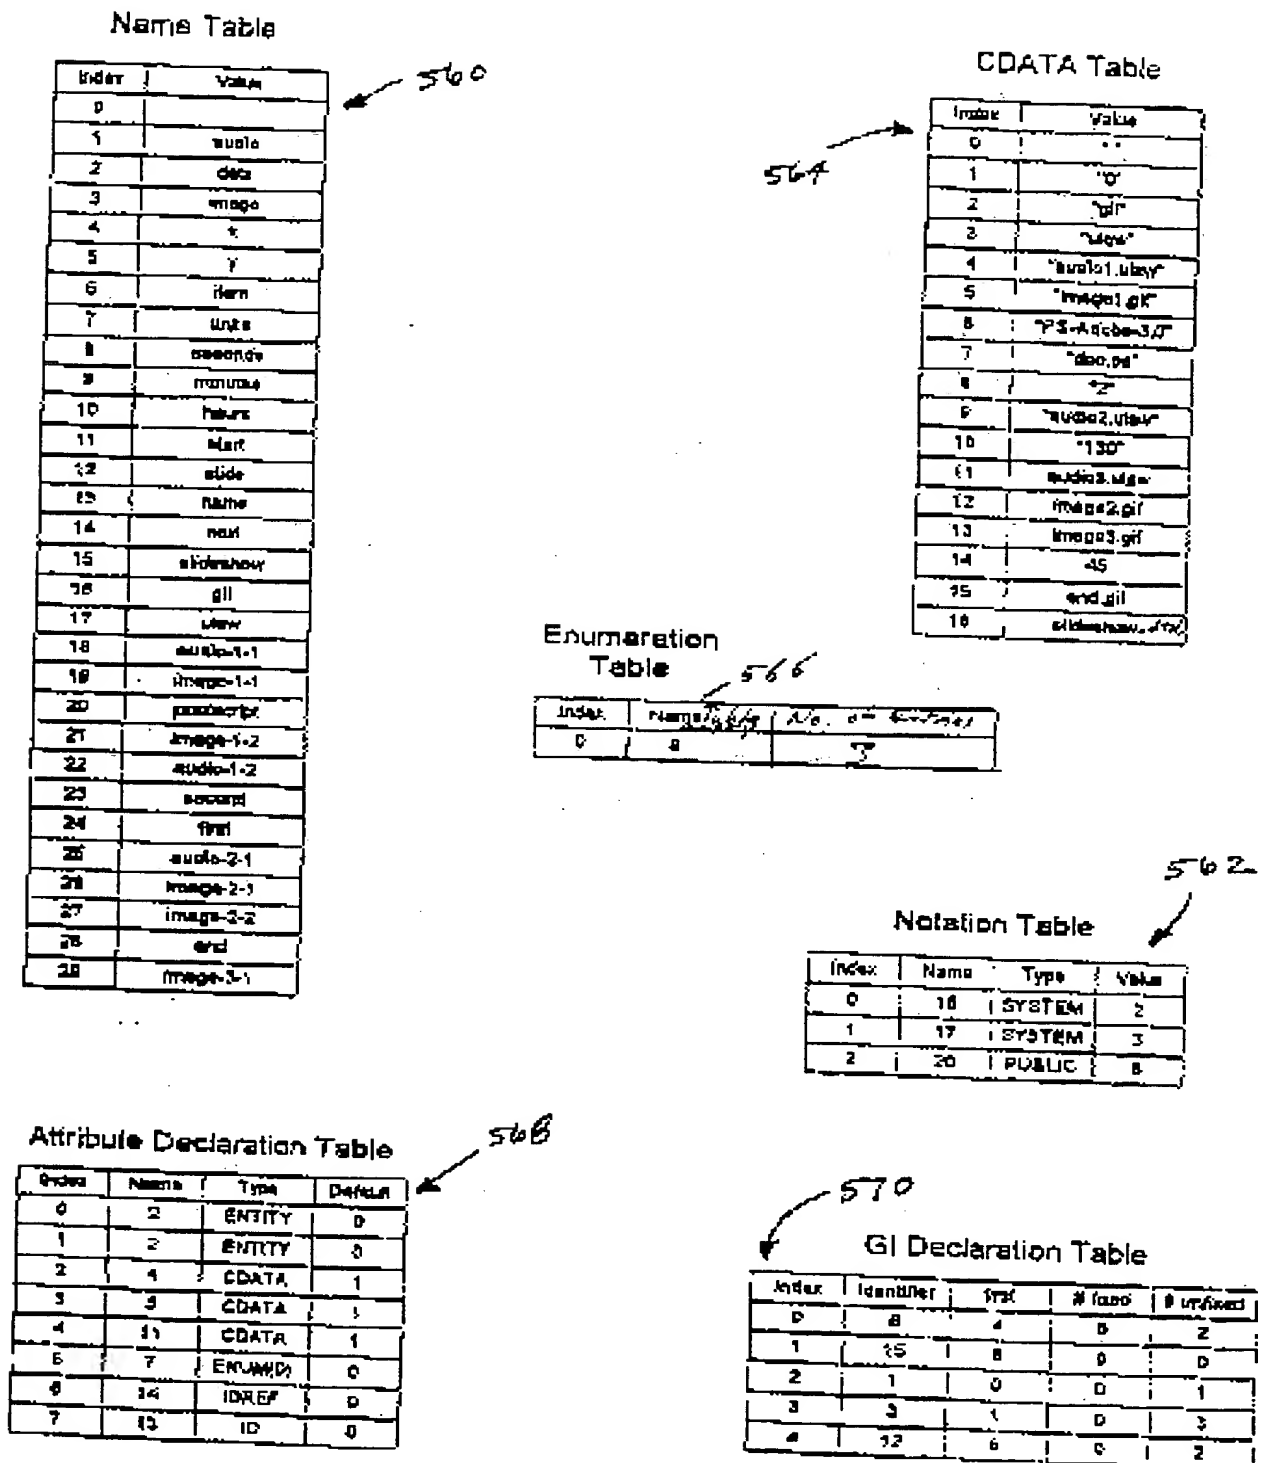 Name Table
Index Value
0
1 audio
2 data
3 image
4 x
5 y
6 item
7 units
8 seconds
9 minutes
10 hours
11 start
12 slide
13 name
14 next
15 slideshow
16 gif
17 ulaw
18 audio-1-1
19 image-1-1
20 postscript
21 image-1-2
22 audio-1-2
23 second
24 first
25 audio-2-1
26 image-2-1
27 image-2-2
28 end
29 image-3-1
560
CDATA Table
Index Value
0 " "
1 "0"
2 "gif"
3 "ulaw"
4 "audio1.ulaw"
5 "image1.gif"
6 "PS-Adobe-3.0"
7 "doc.ps"
8 "2"
9 "audio2.ulaw"
10 "130"
11 audio3.ulaw
12 image2.gif
13 image3.gif
14 45
15 end.gif
16 slideshow.
564
Enumeration
Table
566
Index Name No. of
0 8 3
562
Notation Table
Index Name Type Value
0 16 SYSTEM 2
1 17 SYSTEM 3
2 20 PUBLIC 6
Attribute Declaration Table
568
Index Name Type Default
0 2 ENTITY 0
1 2 ENTITY 0
2 4 CDATA 1
3 5 CDATA 1
4 11 CDATA 1
5 7 ENUM(0) 0
6 14 IDREF 0
7 13 ID 0
570
GI Declaration Table
Index Identifier first # fixed # unfixed
0 6 4 0 2
1 15 8 0 0
2 1 0 0 1
3 3 1 0 3
4 12 6 0 2